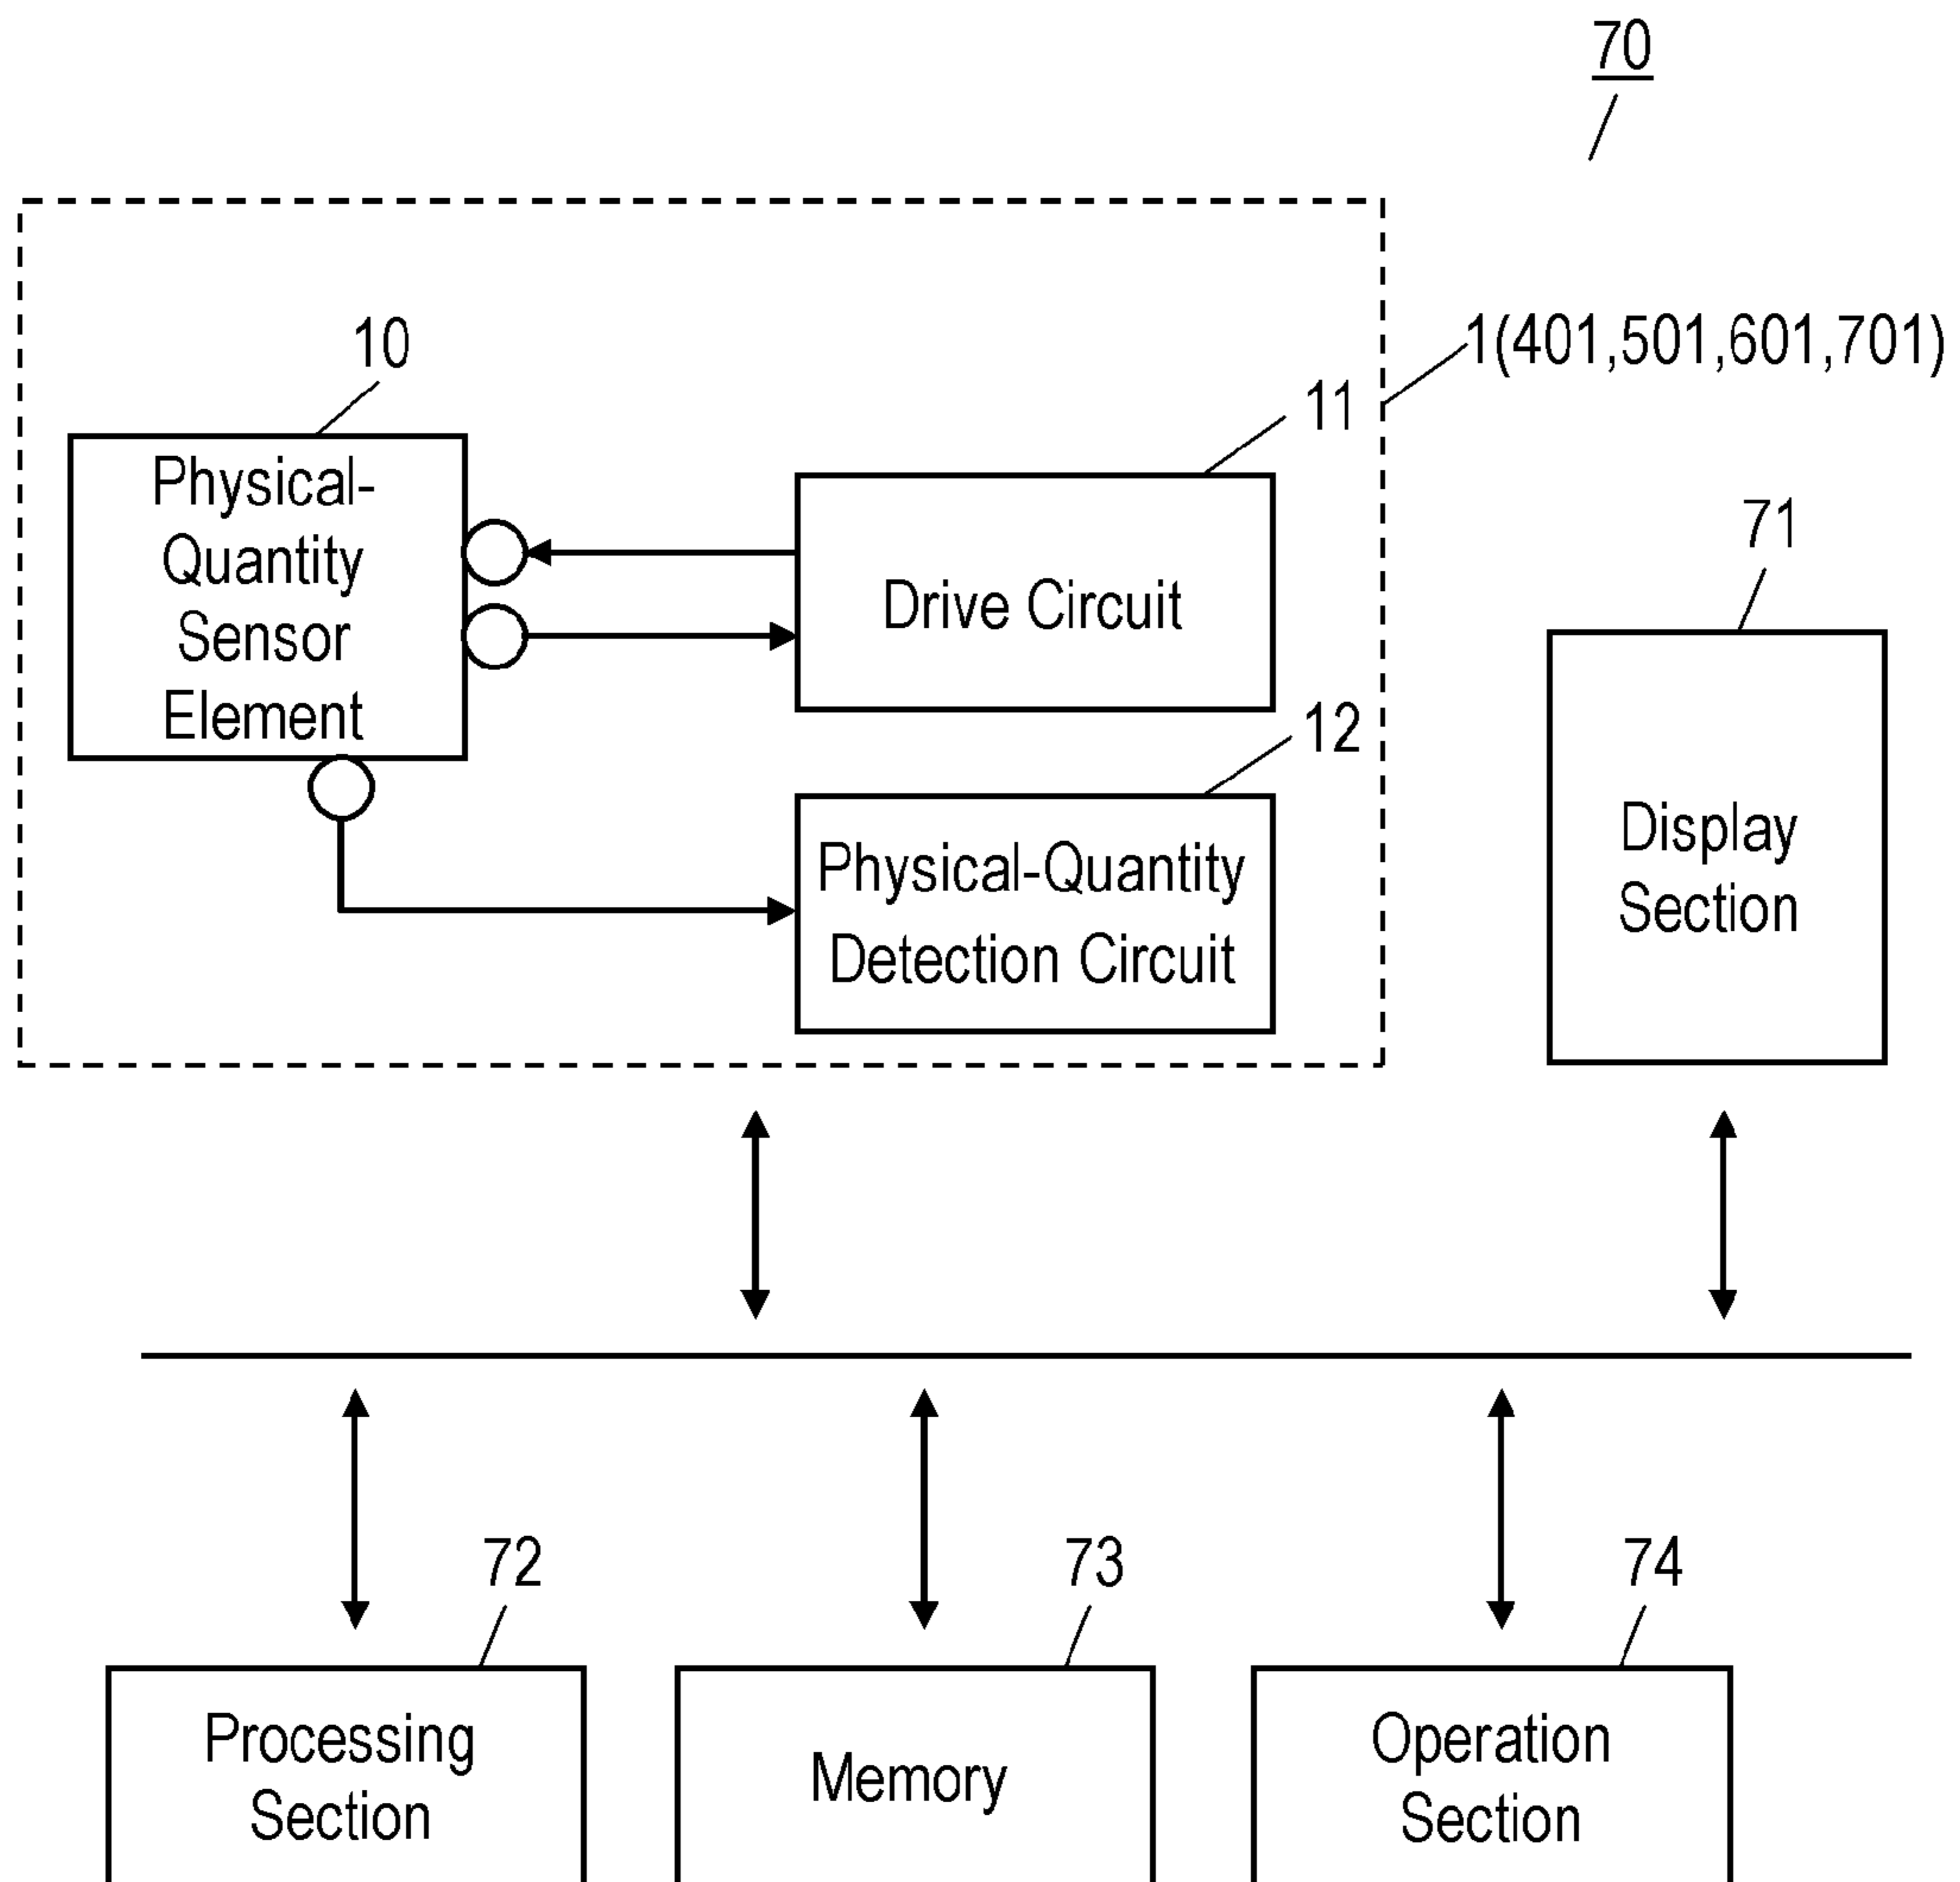 70
10
1(401,501,601,701)
11
Physical-
Quantity
Sensor
Element
Drive Circuit
71
12
Physical-Quantity
Detection Circuit
Display
Section
72
73
74
Processing
Section
Memory
Operation
Section